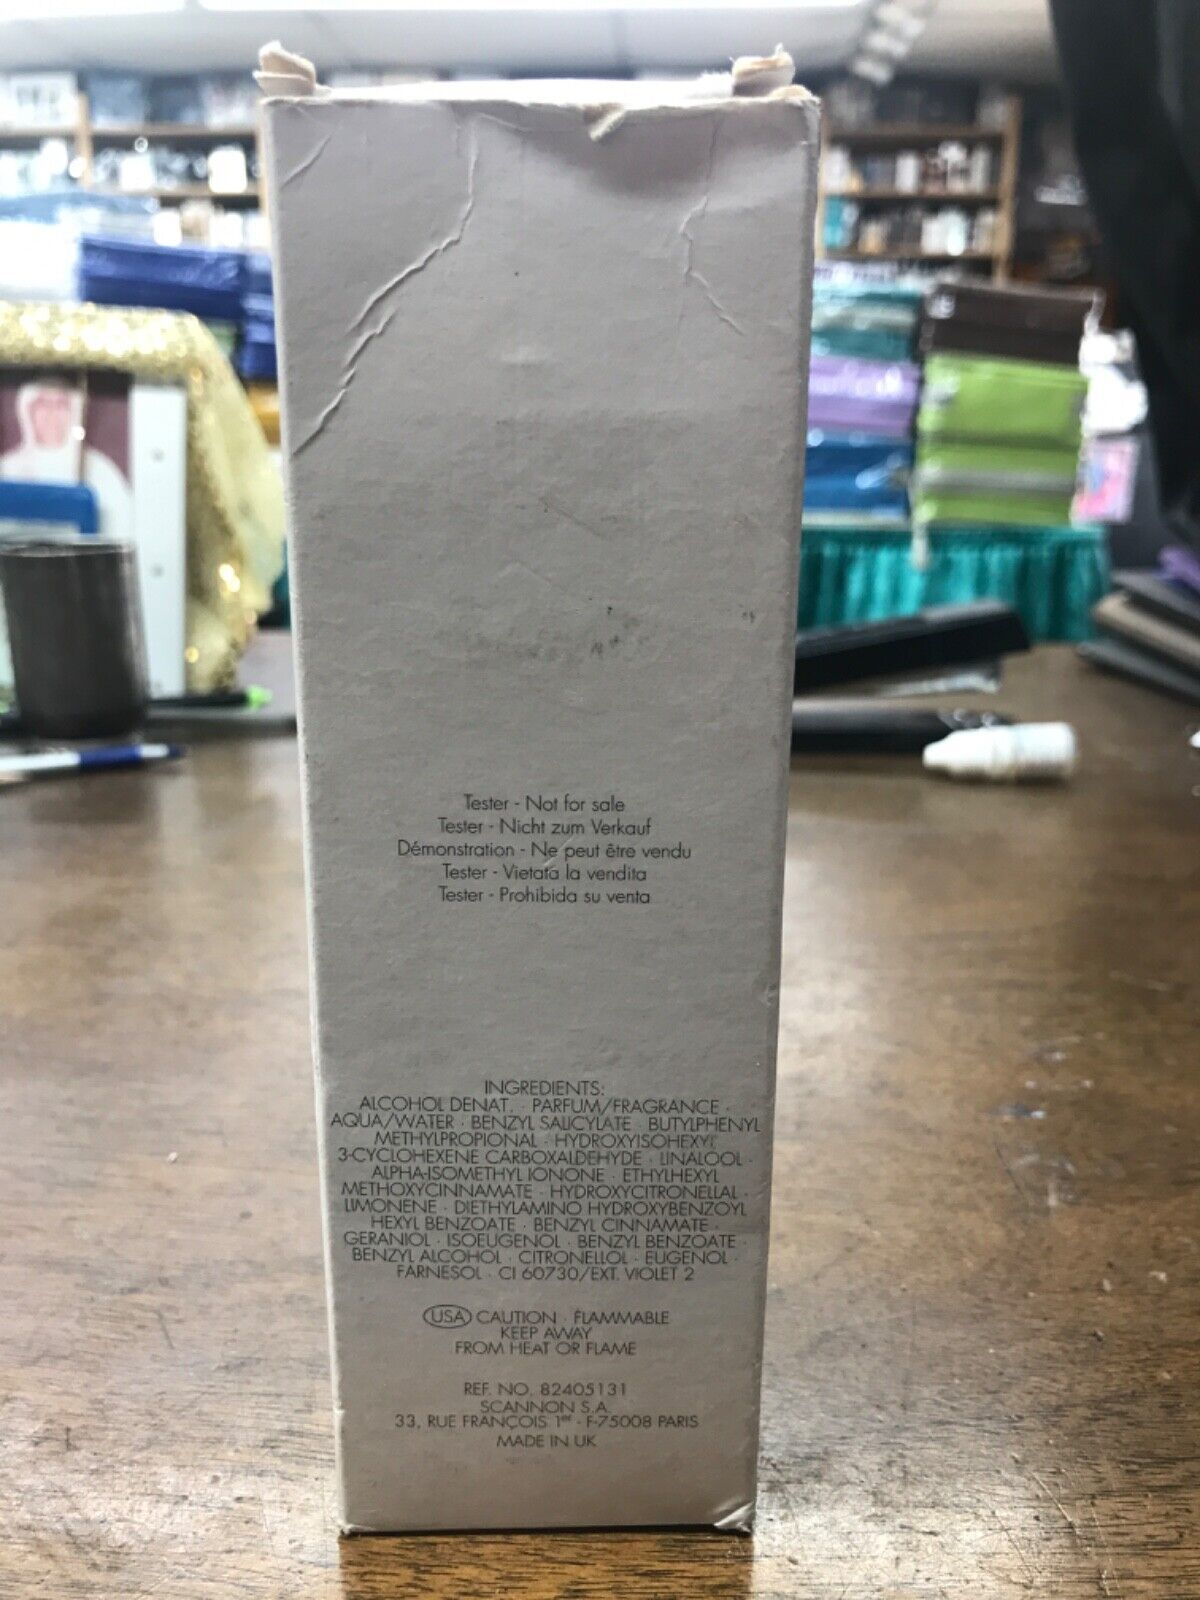 Tester - Not for sale
Tester - Nicht zum Verkauf
Démonstration - Ne peut être vendu
Tester - Vietata la vendita
Tester - Prohibida su venta
INGREDIENTS:
ALCOHOL DENAT. · PARFUM/FRAGRANCE ·
AQUA/WATER · BENZYL SALICYLATE · BUTYLPHENYL
METHYLPROPIONAL · HYDROXYISOHEXYL
3-CYCLOHEXENE CARBOXALDEHYDE · LINALOOL ·
ALPHA-ISOMETHYL IONONE · ETHYLHEXYL
METHOXYCINNAMATE · HYDROXYCITRONELLAL ·
LIMONENE · DIETHYLAMINO HYDROXYBENZOYL
HEXYL BENZOATE · BENZYL CINNAMATE ·
GERANIOL · ISOEUGENOL · BENZYL BENZOATE ·
BENZYL ALCOHOL · CITRONELLOL · EUGENOL ·
FARNESOL · CI 60730/EXT. VIOLET 2
USA CAUTION · FLAMMABLE
KEEP AWAY
FROM HEAT OR FLAME
REF. NO. 82405131
SCANNON S.A.
33, RUE FRANÇOIS 1er - F-75008 PARIS
MADE IN UK